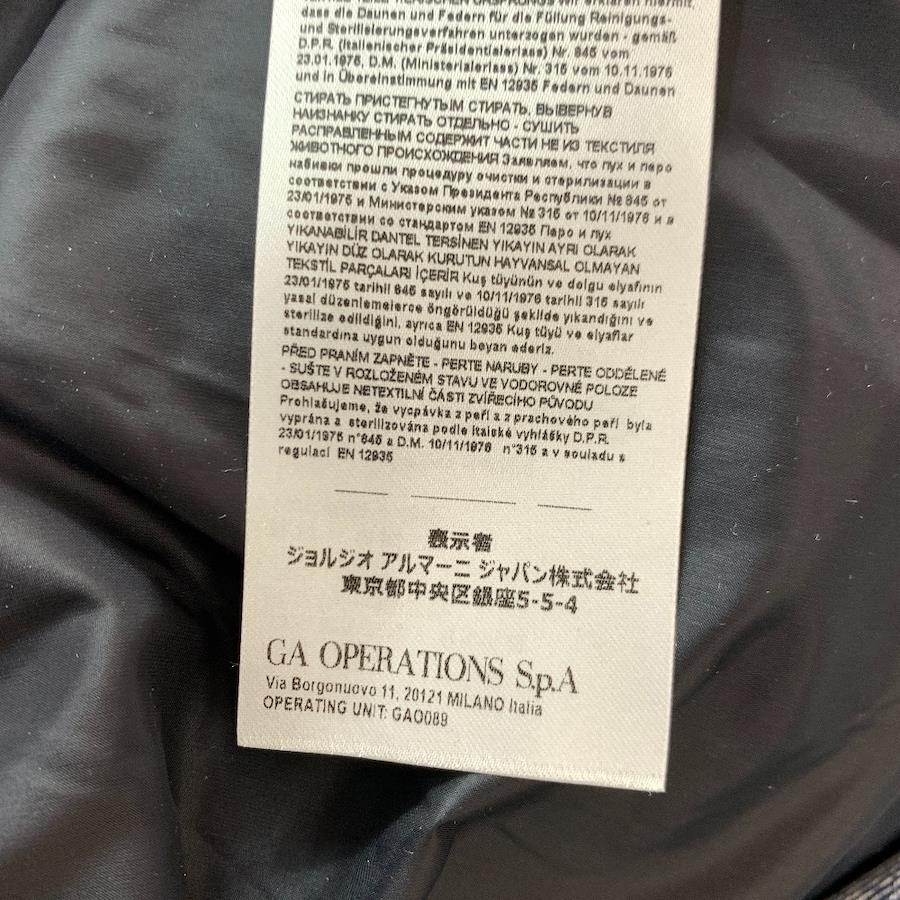 TEXTILE TEILE TIERISCHEN URSPRUNGS Wir erklären hiermit,
dass die Daunen und Federn für die Füllung Reinigungs-
und Sterilisierungsverfahren unterzogen wurden - gemäß
D.P.R. (Italienischer Präsidentialerlass) Nr. 845 vom
23.01.1975, D.M. (Ministerialerlass) Nr. 315 vom 10.11.1976
und in Übereinstimmung mit EN 12935 Federn und Daunen
СТИРАТЬ ПРИСТЕГНУТЫМ СТИРАТЬ, ВЫВЕРНУВ
НАИЗНАНКУ СТИРАТЬ ОТДЕЛЬНО - СУШИТЬ
РАСПРАВЛЕННЫМ СОДЕРЖИТ ЧАСТИ НЕ ИЗ ТЕКСТИЛЯ
ЖИВОТНОГО ПРОИСХОЖДЕНИЯ Заявляем, что пух и перо
набивки прошли процедуру очистки и стерилизации в
соответствии с Указом Президента Республики № 845 от
23/01/1975 и Министерским указом № 315 от 10/11/1976 и в
соответствии со стандартом EN 12935 Перо и пух
YIKANABİLİR DANTEL TERSİNEN YIKAYIN AYRI OLARAK
YIKAYIN DÜZ OLARAK KURUTUN HAYVANSAL OLMAYAN
TEKSTİL PARÇALARI İÇERİR Kuş tüyünün ve dolgu elyafının
23/01/1975 tarihli 845 sayılı ve 10/11/1976 tarihli 315 sayılı
yasal düzenlemelerce öngörüldüğü şekilde yıkandığını ve
sterilize edildiğini, ayrıca EN 12935 Kuş tüyü ve elyaflar
standardına uygun olduğunu beyan ederiz.
PŘED PRANÍM ZAPNĚTE - PERTE NARUBY - PERTE ODDĚLENĚ
- SUŠTE V ROZLOŽENÉM STAVU VE VODOROVNÉ POLOZE
OBSAHUJE NETEXTILNÍ ČÁSTI ZVÍŘECÍHO PŮVODU
Prohlašujeme, že vycpávka z peří a z prachového peří byla
vyprána a sterilizována podle italské vyhlášky D.P.R.
23/01/1975 n°845 a D.M. 10/11/1976 n°315 a v souladu s
regulací EN 12935
表示者
ジョルジオ アルマーニ ジャパン株式会社
東京都中央区銀座5-5-4
GA OPERATIONS S.p.A
Via Borgonuovo 11, 20121 MILANO Italia
OPERATING UNIT: GAO089